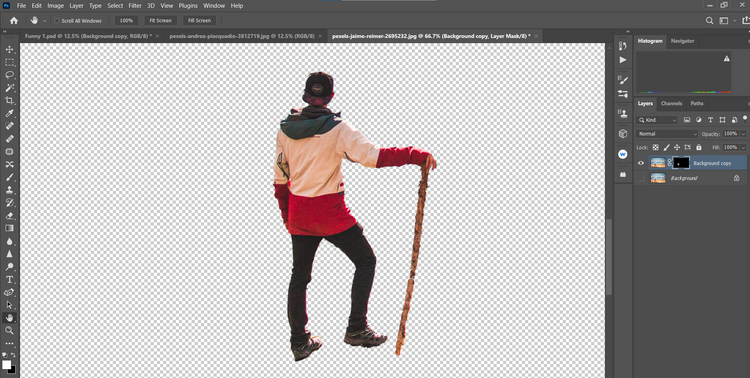 File Edit Image Layer Type Select Filter 3D View Plugins Window Help
Scroll All Windows 100% Fit Screen Fill Screen
Funny 1.psd @ 12.5% (Background copy, RGB/8) * × pexels-andrea-piacquadio-3812719.jpg @ 12.5% (RGB/8) × pexels-jaime-reimer-2695232.jpg @ 66.7% (Background copy, Layer Mask/8) * ×
Histogram Navigator
Layers Channels Paths
Kind
Normal Opacity: 100%
Lock: Fill: 100%
Background copy
Background